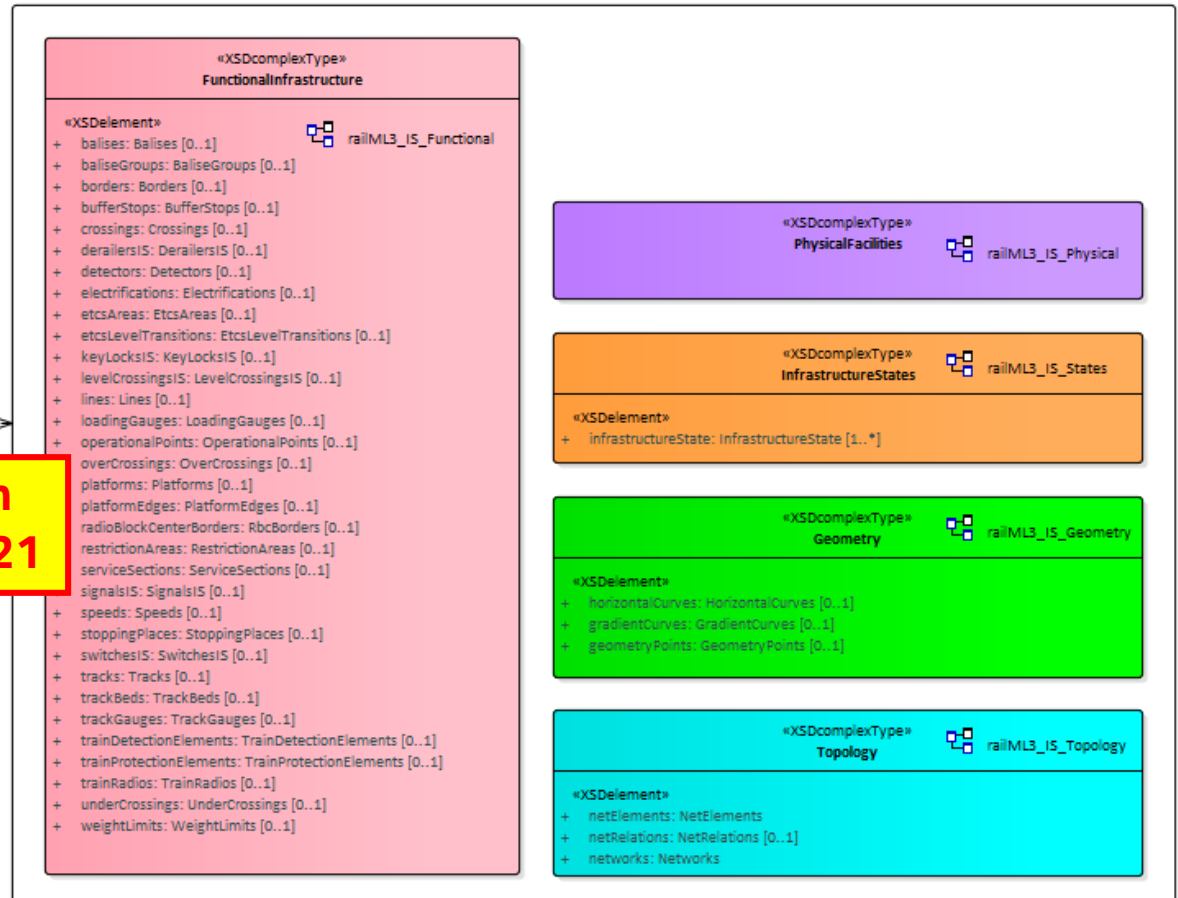 «XSDcomplexType»
FunctionalInfrastructure
«XSDelement»
railML3_IS_Functional
+ balises: Balises [0..1]
+ baliseGroups: BaliseGroups [0..1]
+ borders: Borders [0..1]
+ bufferStops: BufferStops [0..1]
+ crossings: Crossings [0..1]
+ derailersIS: DerailersIS [0..1]
+ detectors: Detectors [0..1]
+ electrifications: Electrifications [0..1]
+ etcsAreas: EtcsAreas [0..1]
+ etcsLevelTransitions: EtcsLevelTransitions [0..1]
+ keyLocksIS: KeyLocksIS [0..1]
+ levelCrossingsIS: LevelCrossingsIS [0..1]
+ lines: Lines [0..1]
+ loadingGauges: LoadingGauges [0..1]
+ operationalPoints: OperationalPoints [0..1]
overCrossings: OverCrossings [0..1]
platforms: Platforms [0..1]
platformEdges: PlatformEdges [0..1]
radioBlockCenterBorders: RbcBorders [0..1]
restrictionAreas: RestrictionAreas [0..1]
serviceSections: ServiceSections [0..1]
signalsIS: SignalsIS [0..1]
+ speeds: Speeds [0..1]
+ stoppingPlaces: StoppingPlaces [0..1]
+ switchesIS: SwitchesIS [0..1]
+ tracks: Tracks [0..1]
+ trackBeds: TrackBeds [0..1]
+ trackGauges: TrackGauges [0..1]
+ trainDetectionElements: TrainDetectionElements [0..1]
+ trainProtectionElements: TrainProtectionElements [0..1]
+ trainRadios: TrainRadios [0..1]
+ underCrossings: UnderCrossings [0..1]
+ weightLimits: WeightLimits [0..1]
21
«XSDcomplexType»
PhysicalFacilities
railML3_IS_Physical
«XSDcomplexType»
InfrastructureStates
railML3_IS_States
«XSDelement»
+ infrastructureState: InfrastructureState [1..*]
«XSDcomplexType»
Geometry
railML3_IS_Geometry
«XSDelement»
+ horizontalCurves: HorizontalCurves [0..1]
+ gradientCurves: GradientCurves [0..1]
+ geometryPoints: GeometryPoints [0..1]
«XSDcomplexType»
Topology
railML3_IS_Topology
«XSDelement»
+ netElements: NetElements
+ netRelations: NetRelations [0..1]
+ networks: Networks